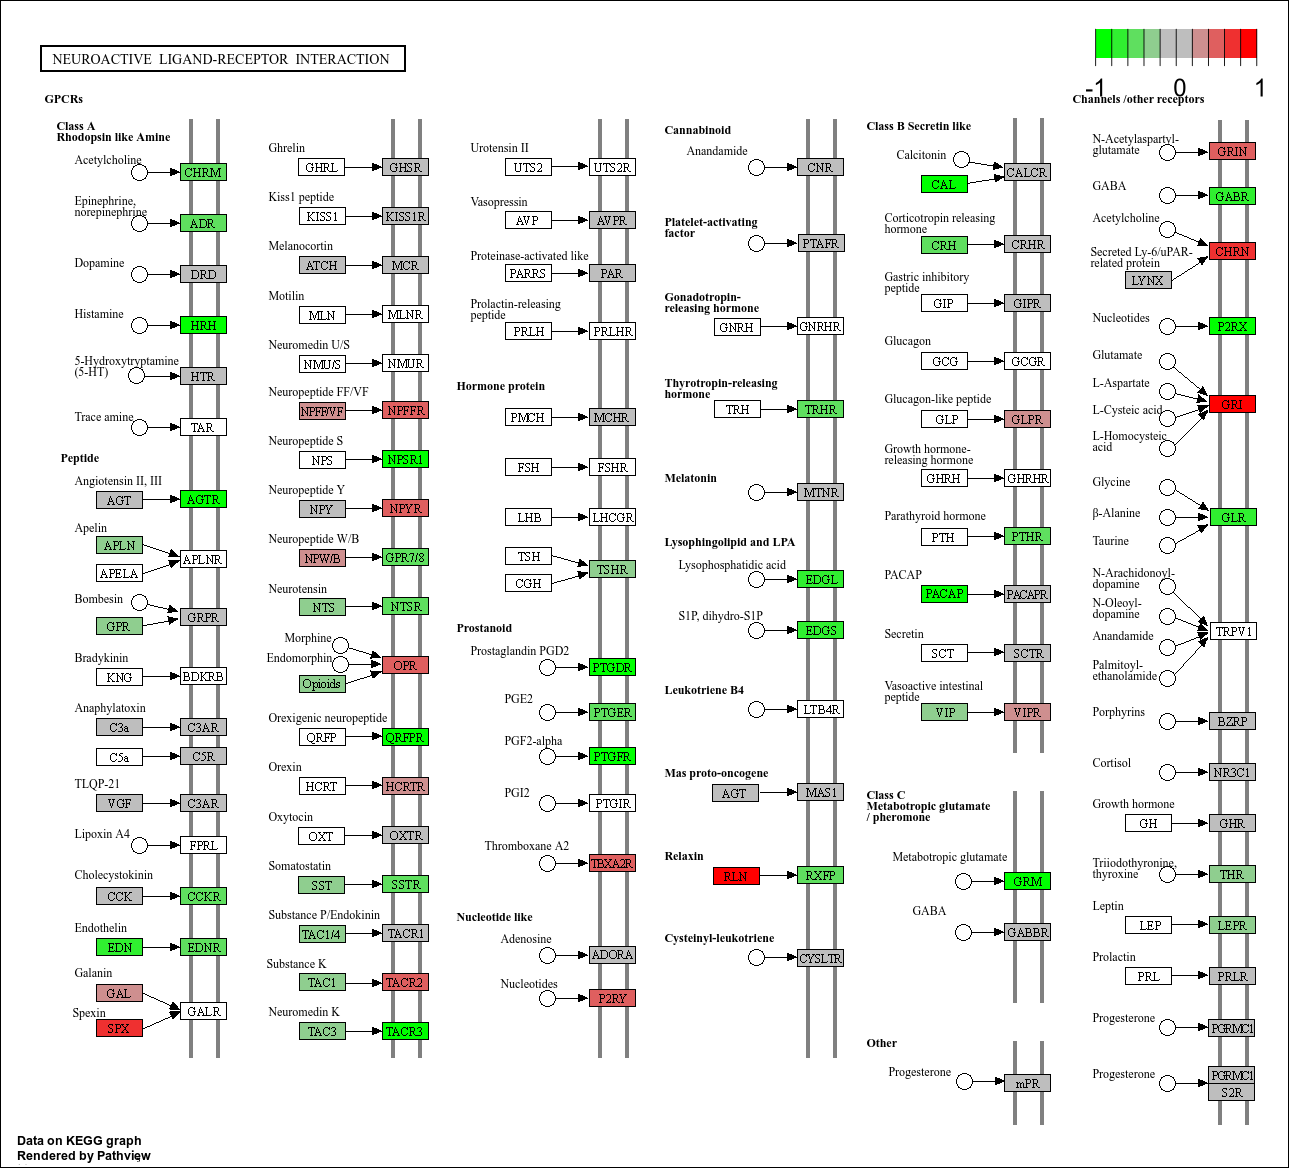 NEUROACTIVE LIGAND-RECEPTOR INTERACTION
-1
0
1
GPCRs
Class A
Rhodopsin like Amine
Acetylcholine
CHRM
Epinephrine,
norepinephrine
ADR
Dopamine
DRD
Histamine
HRH
5-Hydroxytryptamine
(5-HT)
HTR
Trace amine
TAR
Peptide
Angiotensin II, III
AGT
AGTR
Apelin
APLN
APELA
APLNR
Bombesin
GPR
GRPR
Bradykinin
KNG
BDKRB
Anaphylatoxin
C3a
C3AR
C5a
C5R
TLQP-21
VGF
C3AR
Lipoxin A4
FPRL
Cholecystokinin
CCK
CCKR
Endothelin
EDN
EDNR
Galanin
GAL
Spexin
SPX
GALR
Ghrelin
GHRL
GHSR
Kiss1 peptide
KISS1
KISS1R
Melanocortin
ATCH
MCR
Motilin
MLN
MLNR
Neuromedin U/S
NMU/S
NMUR
Neuropeptide FF/VF
NPFF/VF
NPFFR
Neuropeptide S
NPS
NPSR1
Neuropeptide Y
NPY
NPYR
Neuropeptide W/B
NPW/B
GPR7/8
Neurotensin
NTS
NTSR
Morphine
Endomorphin
Opioids
OPR
Orexigenic neuropeptide
QRFP
QRFPR
Orexin
HCRT
HCRTR
Oxytocin
OXT
OXTR
Somatostatin
SST
SSTR
Substance P/Endokinin
TAC1/4
TACR1
Substance K
TAC1
TACR2
Neuromedin K
TAC3
TACR3
Urotensin II
UTS2
UTS2R
Vasopressin
AVP
AVPR
Proteinase-activated like
PARRS
PAR
Prolactin-releasing
peptide
PRLH
PRLHR
Hormone protein
PMCH
MCHR
FSH
FSHR
LHB
LHCGR
TSH
CGH
TSHR
Prostanoid
Prostaglandin PGD2
PTGDR
PGE2
PTGER
PGF2-alpha
PTGFR
PGI2
PTGIR
Thromboxane A2
TBXA2R
Nucleotide like
Adenosine
ADORA
Nucleotides
P2RY
Cannabinoid
Anandamide
CNR
Platelet-activating
factor
PTAFR
Gonadotropin-
releasing hormone
GNRH
GNRHR
Thyrotropin-releasing
hormone
TRH
TRHR
Melatonin
MTNR
Lysophingolipid and LPA
Lysophosphatidic acid
EDGL
S1P, dihydro-S1P
EDGS
Leukotriene B4
LTB4R
Mas proto-oncogene
AGT
MAS1
Relaxin
RLN
RXFP
Cysteinyl-leukotriene
CYSLTR
Class B Secretin like
Calcitonin
CAL
CALCR
Corticotropin releasing
hormone
CRH
CRHR
Gastric inhibitory
peptide
GIP
GIPR
Glucagon
GCG
GCGR
Glucagon-like peptide
GLP
GLPR
Growth hormone-
releasing hormone
GHRH
GHRHR
Parathyroid hormone
PTH
PTHR
PACAP
PACAP
PACAPR
Secretin
SCT
SCTR
Vasoactive intestinal
peptide
VIP
VIPR
Class C
Metabotropic glutamate
/ pheromone
Metabotropic glutamate
GRM
GABA
GABBR
Other
Progesterone
mPR
Channels /other receptors
N-Acetylaspartyl-
glutamate
GRIN
GABA
GABR
Acetylcholine
CHRN
Secreted Ly-6/uPAR-
related protein
LYNX
Nucleotides
P2RX
Glutamate
L-Aspartate
L-Cysteic acid
L-Homocysteic
acid
GRI
Glycine
β-Alanine
Taurine
GLR
N-Arachidonoyl-
dopamine
N-Oleoyl-
dopamine
Anandamide
Palmitoyl-
ethanolamide
TRPV1
Porphyrins
BZRP
Cortisol
NR3C1
Growth hormone
GH
GHR
Triiodothyronine,
thyroxine
THR
Leptin
LEP
LEPR
Prolactin
PRL
PRLR
Progesterone
PGRMC1
Progesterone
PGRMC1
S2R
Data on KEGG graph
Rendered by Pathview